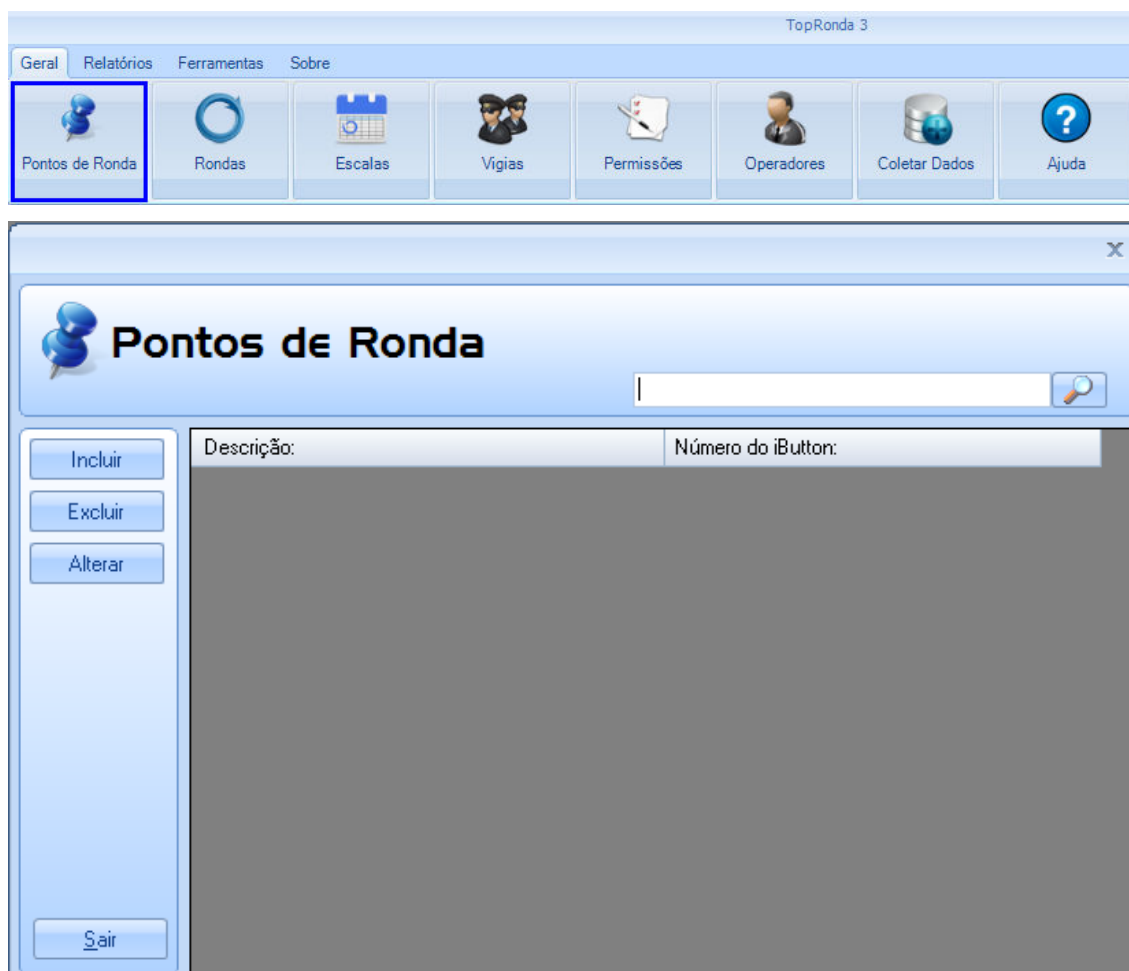 TopRonda 3
Geral Relatórios Ferramentas Sobre
Pontos de Ronda Rondas Escalas Vigias Permissões Operadores Coletar Dados Ajuda
Pontos de Ronda
Incluir
Excluir
Alterar
Sair
Descrição: Número do iButton: